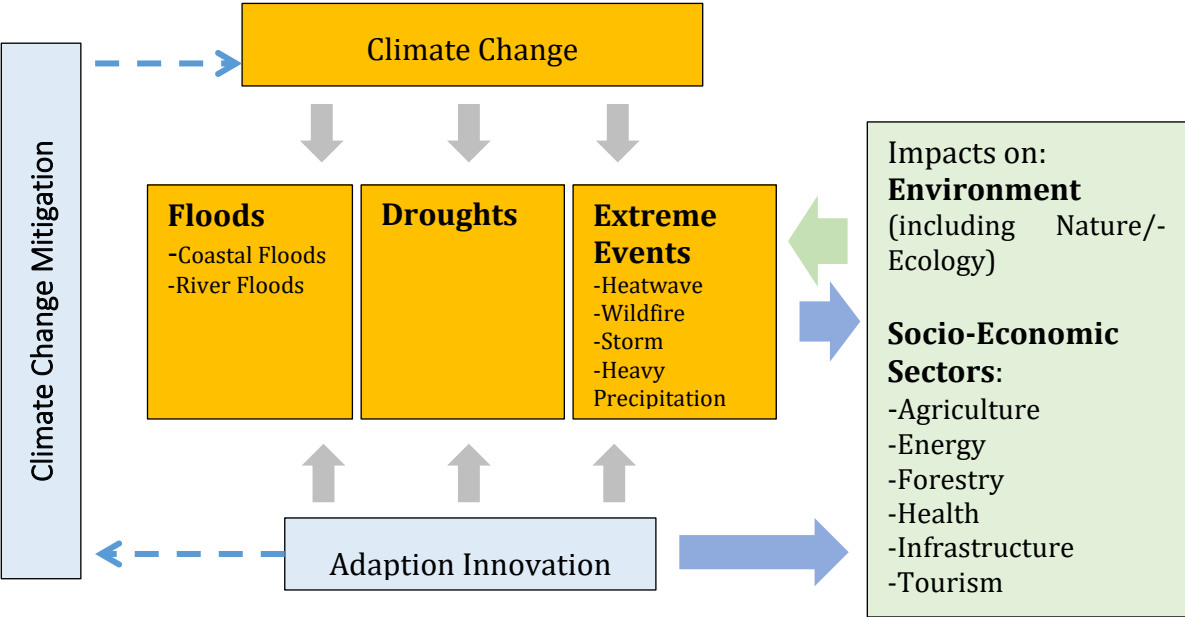 Climate Change
Climate Change Mitigation
Floods
-Coastal Floods
-River Floods
Droughts
Extreme
Events
-Heatwave
-Wildfire
-Storm
-Heavy
Precipitation
Impacts on:
Environment
(including Nature/-
Ecology)
Socio-Economic
Sectors:
-Agriculture
-Energy
-Forestry
-Health
-Infrastructure
-Tourism
Adaption Innovation